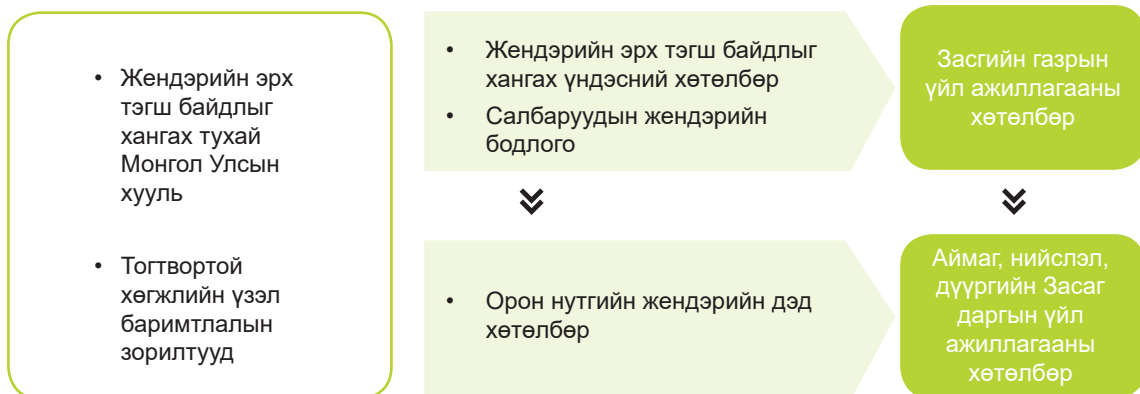 • Жендэрийн эрх
тэгш байдлыг
хангах тухай
Монгол Улсын
хууль
• Тогтвортой
хөгжлийн үзэл
баримтлалын
зорилтууд
• Жендэрийн эрх тэгш байдлыг
хангах үндэсний хөтөлбөр
• Салбаруудын жендэрийн
бодлого
Засгийн газрын
үйл ажиллагааны
хөтөлбөр
• Орон нутгийн жендэрийн дэд
хөтөлбөр
Аймаг, нийслэл,
дүүргийн Засаг
даргын үйл
ажиллагааны
хөтөлбөр